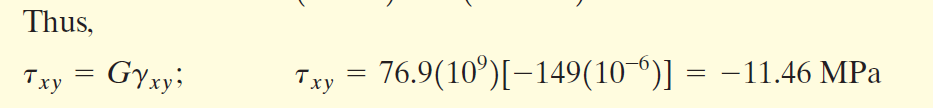 Thus,
τxy = Gγxy; τxy = 76.9(10⁹)[−149(10⁻⁶)] = −11.46 MPa